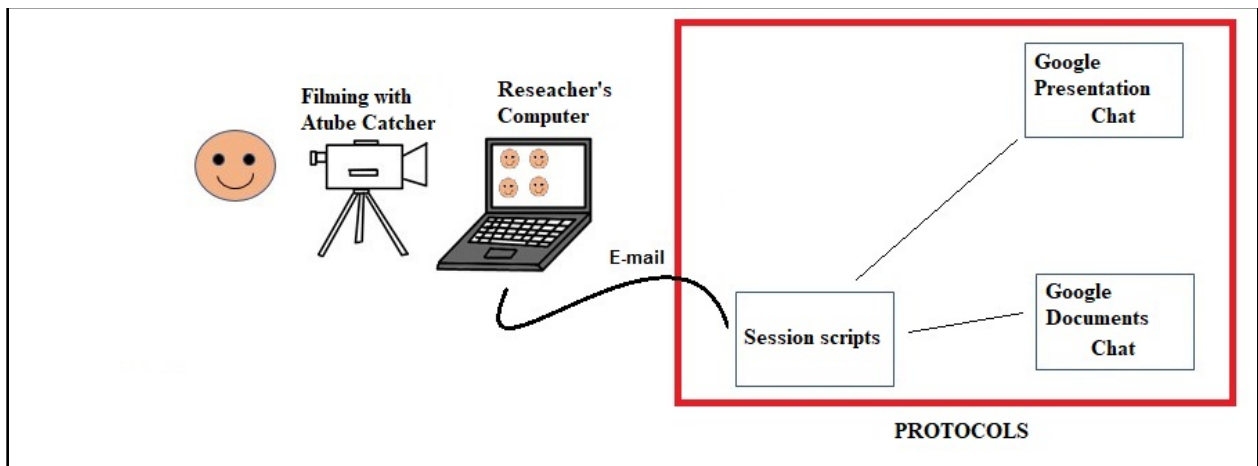 Filming with
Atube Catcher
Reseacher's
Computer
E-mail
Session scripts
Google
Presentation
Chat
Google
Documents
Chat
PROTOCOLS